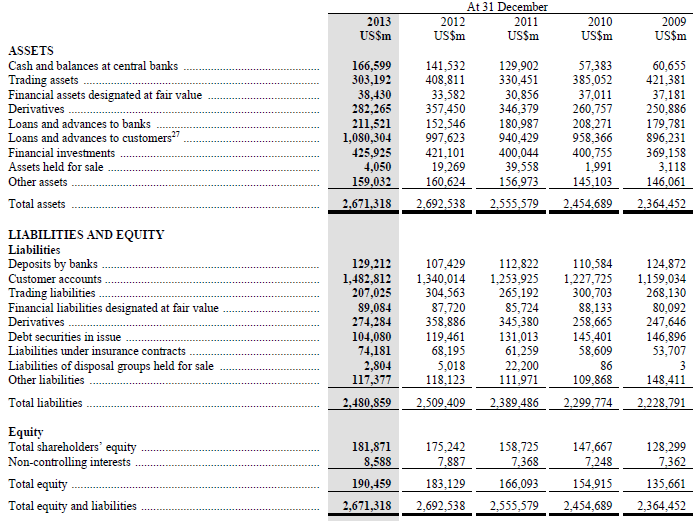 At 31 December
2013 2012 2011 2010 2009
US$m US$m US$m US$m US$m
ASSETS
Cash and balances at central banks 166,599 141,532 129,902 57,383 60,655
Trading assets 303,192 408,811 330,451 385,052 421,381
Financial assets designated at fair value 38,430 33,582 30,856 37,011 37,181
Derivatives 282,265 357,450 346,379 260,757 250,886
Loans and advances to banks 211,521 152,546 180,987 208,271 179,781
Loans and advances to customers27 1,080,304 997,623 940,429 958,366 896,231
Financial investments 425,925 421,101 400,044 400,755 369,158
Assets held for sale 4,050 19,269 39,558 1,991 3,118
Other assets 159,032 160,624 156,973 145,103 146,061
Total assets 2,671,318 2,692,538 2,555,579 2,454,689 2,364,452
LIABILITIES AND EQUITY
Liabilities
Deposits by banks 129,212 107,429 112,822 110,584 124,872
Customer accounts 1,482,812 1,340,014 1,253,925 1,227,725 1,159,034
Trading liabilities 207,025 304,563 265,192 300,703 268,130
Financial liabilities designated at fair value 89,084 87,720 85,724 88,133 80,092
Derivatives 274,284 358,886 345,380 258,665 247,646
Debt securities in issue 104,080 119,461 131,013 145,401 146,896
Liabilities under insurance contracts 74,181 68,195 61,259 58,609 53,707
Liabilities of disposal groups held for sale 2,804 5,018 22,200 86 3
Other liabilities 117,377 118,123 111,971 109,868 148,411
Total liabilities 2,480,859 2,509,409 2,389,486 2,299,774 2,228,791
Equity
Total shareholders' equity 181,871 175,242 158,725 147,667 128,299
Non-controlling interests 8,588 7,887 7,368 7,248 7,362
Total equity 190,459 183,129 166,093 154,915 135,661
Total equity and liabilities 2,671,318 2,692,538 2,555,579 2,454,689 2,364,452